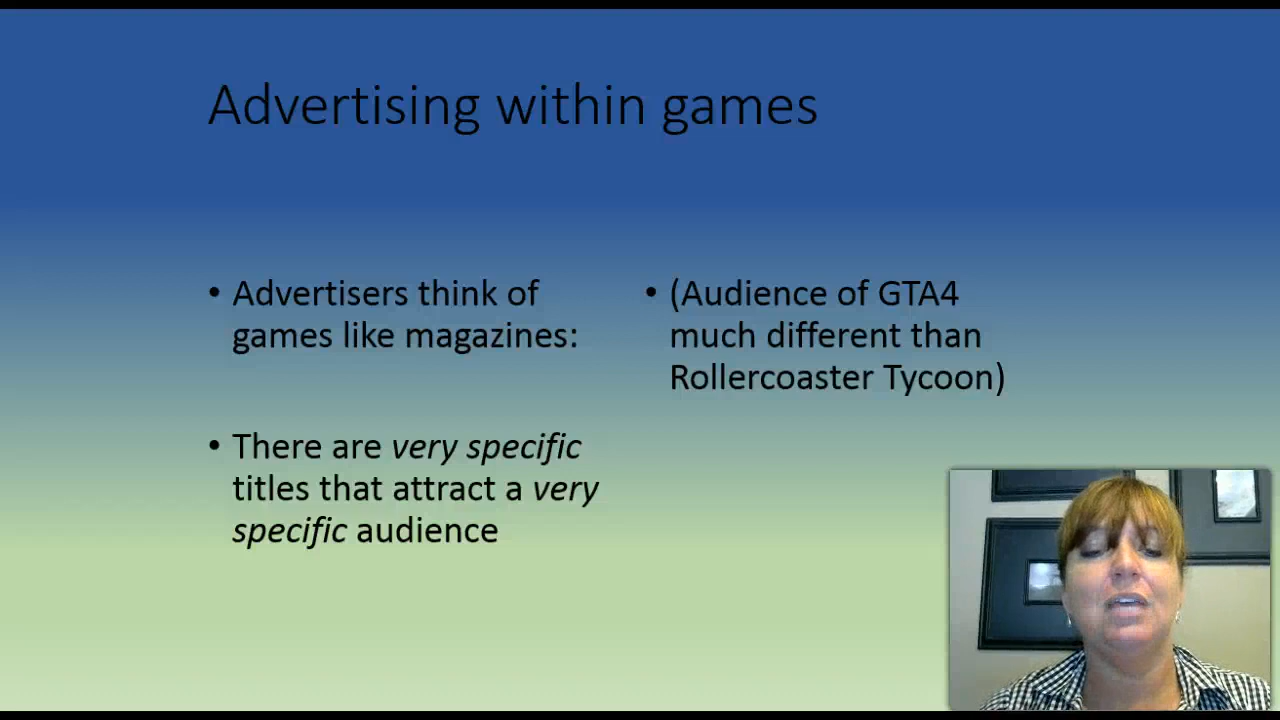 Advertising within games
• Advertisers think of
games like magazines:
• There are very specific
titles that attract a very
specific audience
• (Audience of GTA4
much different than
Rollercoaster Tycoon)